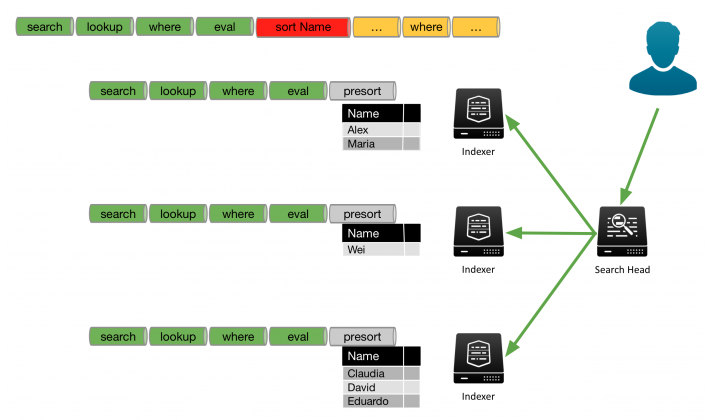 search lookup where eval sort Name … where …
search lookup where eval presort
Name
Alex
Maria
Indexer
search lookup where eval presort
Name
Wei
Indexer
Search Head
search lookup where eval presort
Name
Claudia
David
Eduardo
Indexer